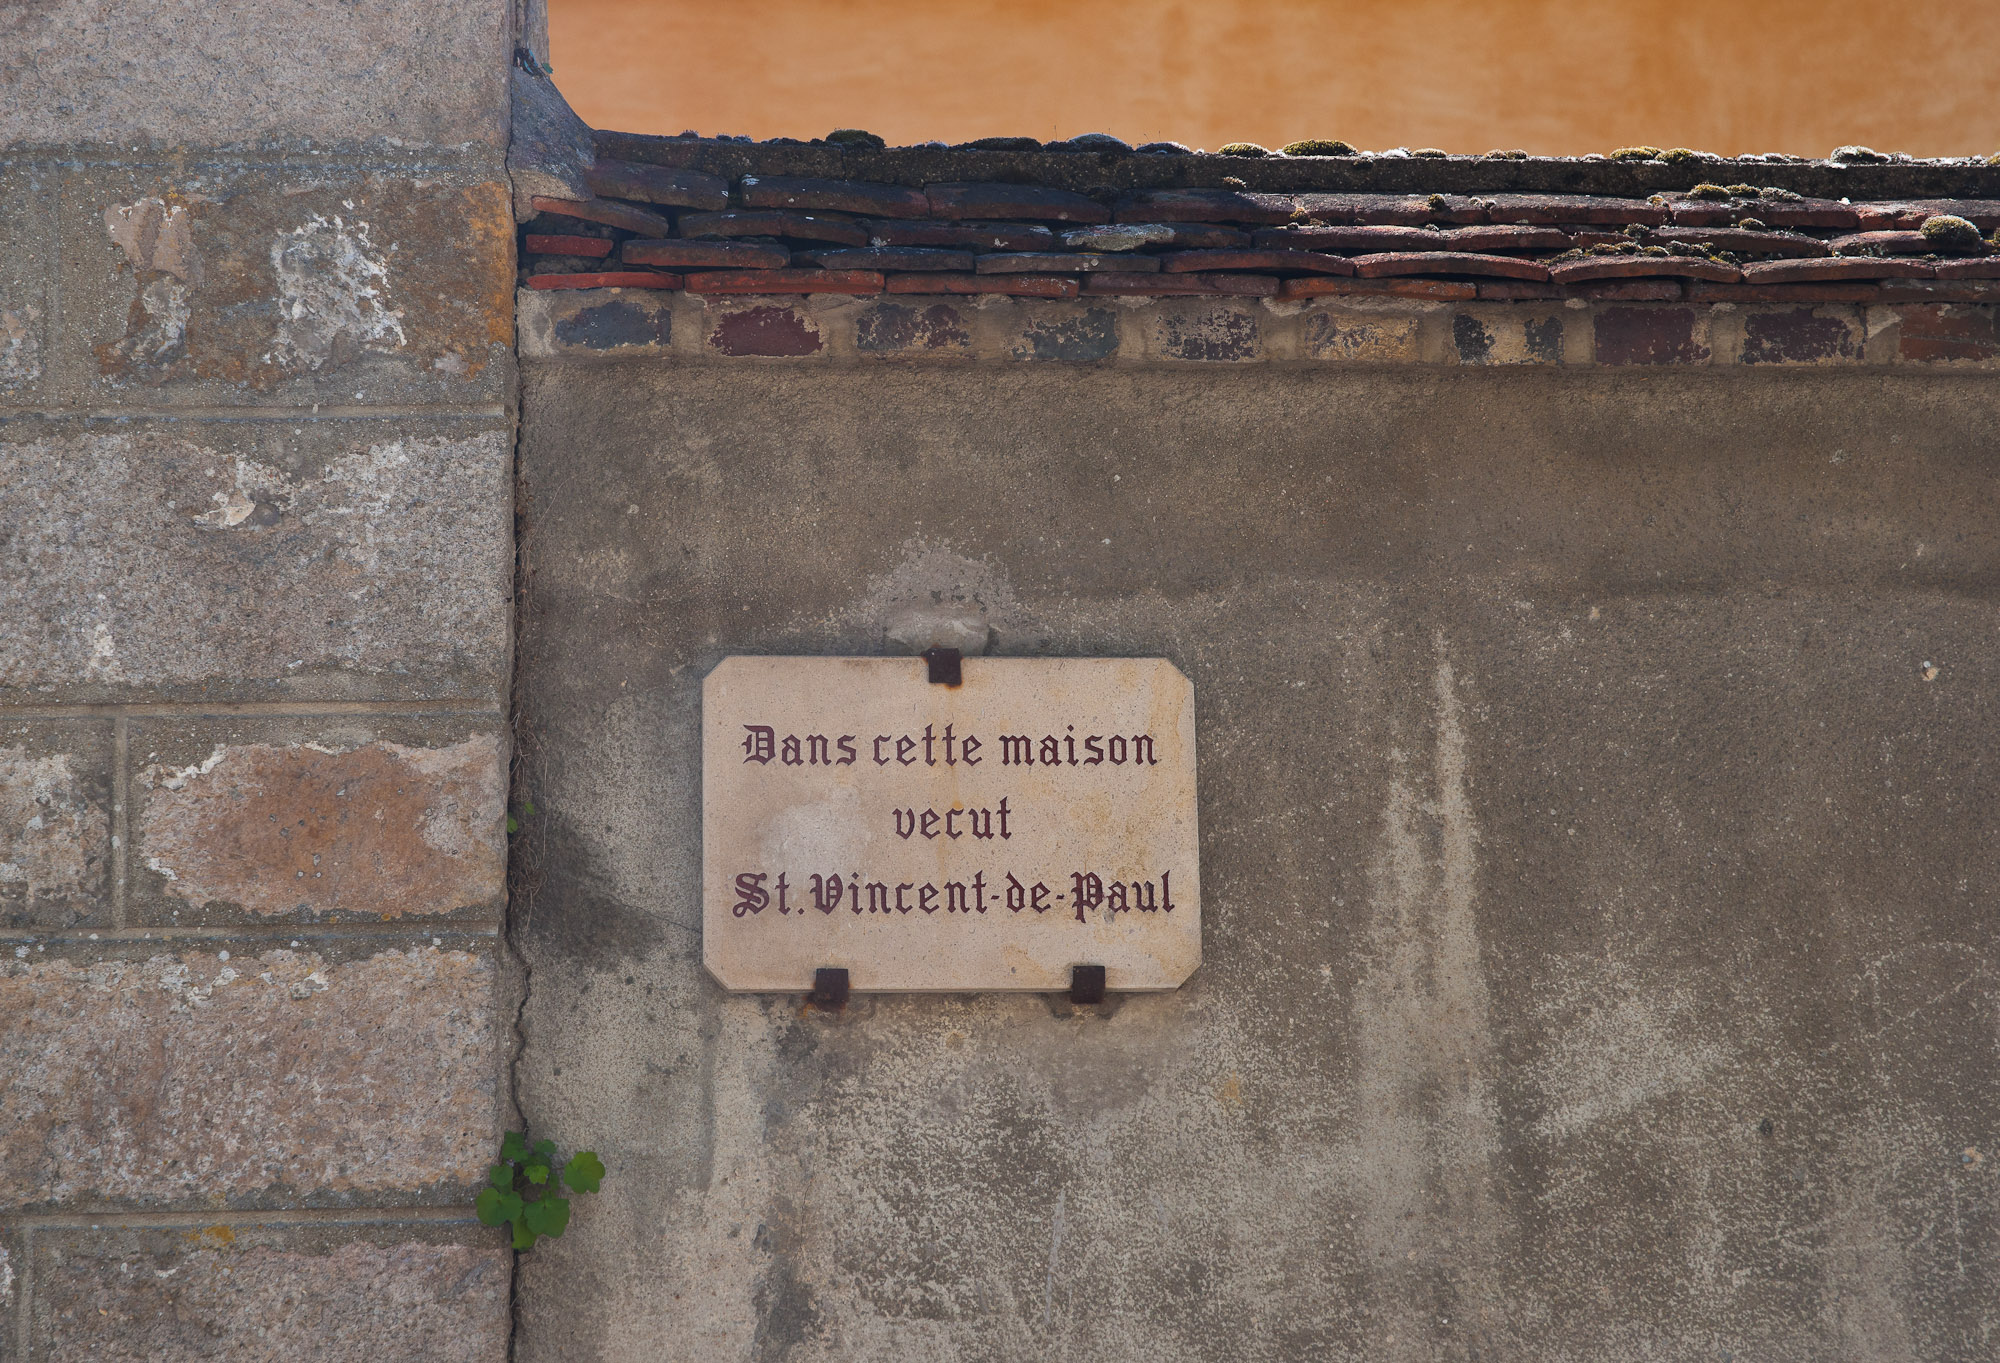 Dans cette maison
vecut
St. Vincent-de-Paul